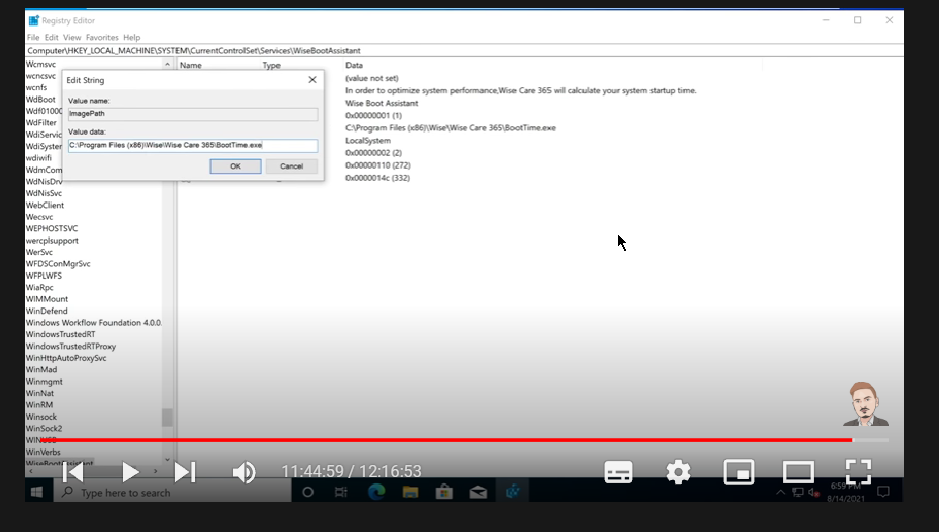 Registry Editor
File Edit View Favorites Help
Computer\HKEY_LOCAL_MACHINE\SYSTEM\CurrentControlSet\Services\WiseBootAssistant
Wcmsvc
wcncsvc
wcnfs
WdBoot
Wdf01000
WdFilter
WdiServic
WdiSystem
wdiwifi
WdmCom
WdNisDrv
WdNisSvc
WebClient
Wecsvc
WEPHOSTSVC
wercplsupport
WerSvc
WFDSConMgrSvc
WFPLWFS
WiaRpc
WIMMount
WinDefend
Windows Workflow Foundation 4.0.0.
WindowsTrustedRT
WindowsTrustedRTProxy
WinHttpAutoProxySvc
WinMad
Winmgmt
WinNat
WinRM
Winsock
WinSock2
WINUSB
WinVerbs
WiseBootAssistant
Edit String
Value name:
ImagePath
Value data:
C:\Program Files (x86)\Wise\Wise Care 365\BootTime.exe
OK Cancel
Name Type Data
(value not set)
In order to optimize system performance,Wise Care 365 will calculate your system startup time.
Wise Boot Assistant
0x00000001 (1)
C:\Program Files (x86)\Wise\Wise Care 365\BootTime.exe
LocalSystem
0x00000002 (2)
0x00000110 (272)
0x0000014c (332)
11:44:59 / 12:16:53
Type here to search
6:59 PM
8/14/2021